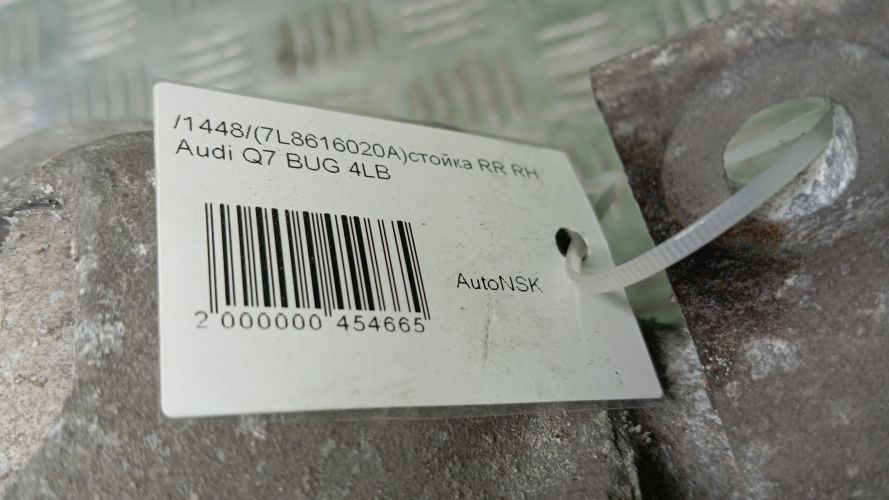 /1448/(7L8616020A)стойка RR RH
Audi Q7 BUG 4LB
AutoNSK
2 000000 454665